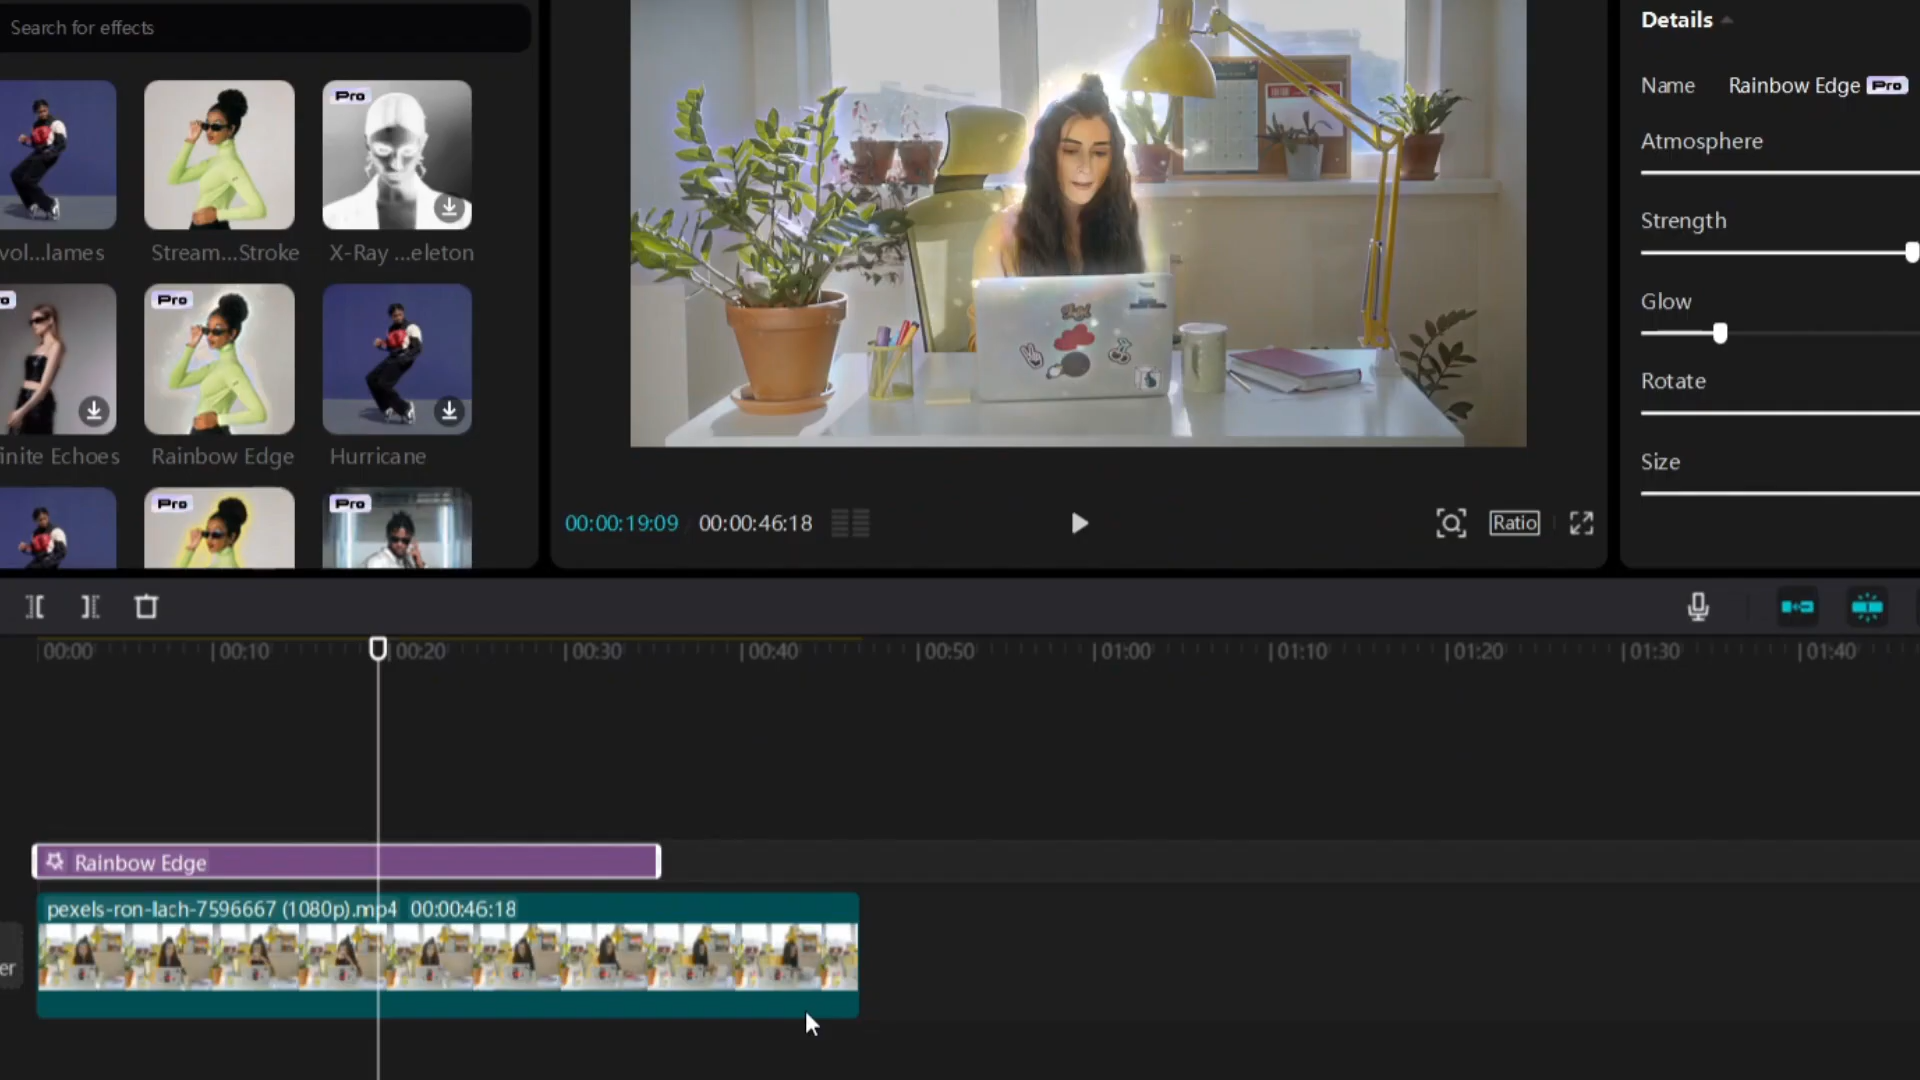 Search for effects
vol...lames
Stream...Stroke
Pro
X-Ray ...eleton
inite Echoes
Pro
Rainbow Edge
Hurricane
Pro
Pro
00:00:19:09
00:00:46:18
Ratio
Details
Name
Rainbow Edge Pro
Atmosphere
Strength
Glow
Rotate
Size
00:00
00:10
00:20
00:30
00:40
00:50
01:00
01:10
01:20
01:30
01:40
Rainbow Edge
pexels-ron-lach-7596667 (1080p).mp4 00:00:46:18
er